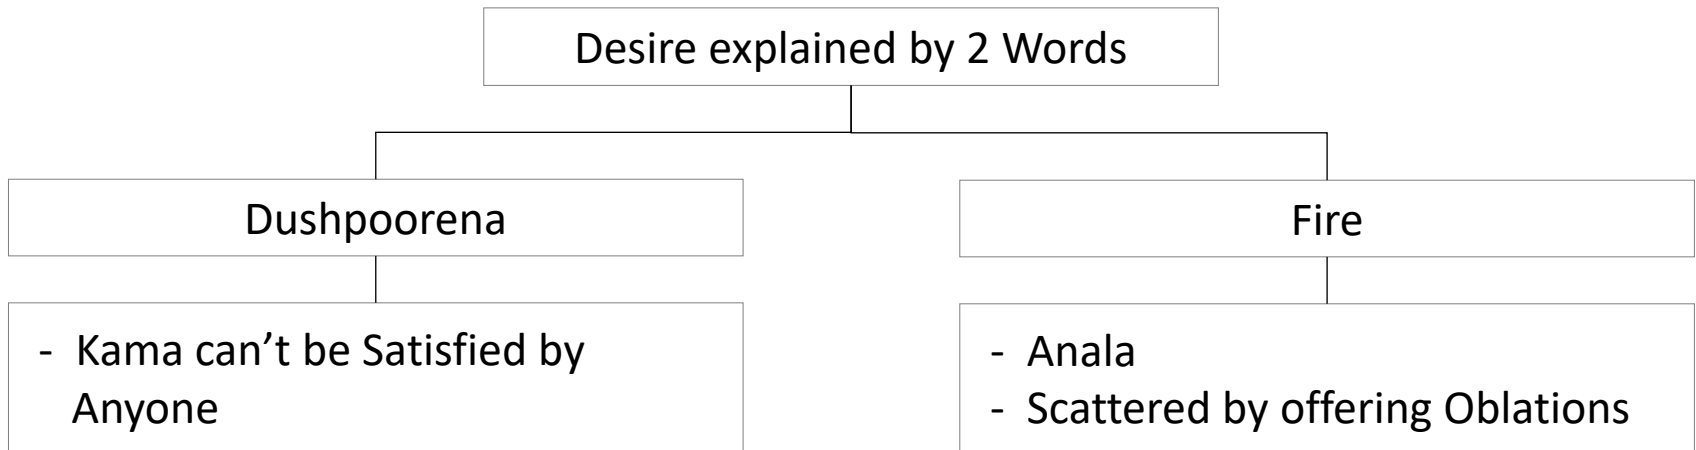 Desire explained by 2 Words
Dushpoorena
Fire
- Kama can’t be Satisfied by
Anyone
- Anala
- Scattered by offering Oblations